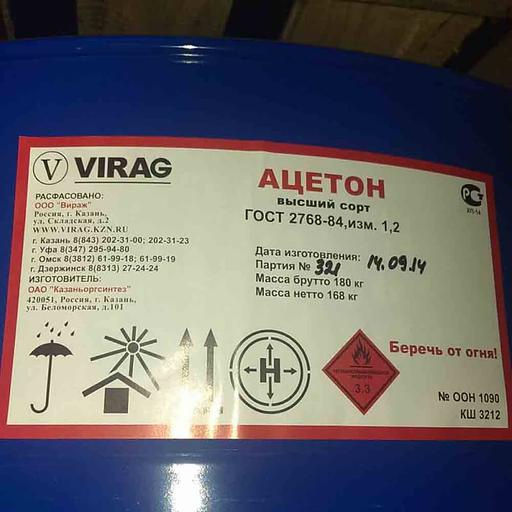 V VIRAG
РАСФАСОВАНО:
ООО "Вираж"
Россия, г. Казань,
ул. Складская, д.2
WWW.VIRAG.KZN.RU
г. Казань 8(843) 202-31-00; 202-31-23
г. Уфа 8(347) 295-94-80
г. Омск 8(3812) 61-99-18; 61-99-19
г. Дзержинск 8(8313) 27-24-24
ИЗГОТОВИТЕЛЬ:
ОАО "Казаньоргсинтез"
420051, Россия, г. Казань,
ул. Беломорская, д.101
АЦЕТОН
высший сорт
ГОСТ 2768-84,изм. 1,2
Дата изготовления: 14.09.14
Партия № 321
Масса брутто 180 кг
Масса нетто 168 кг
Н
3.3
Беречь от огня!
№ ООН 1090
КШ 3212